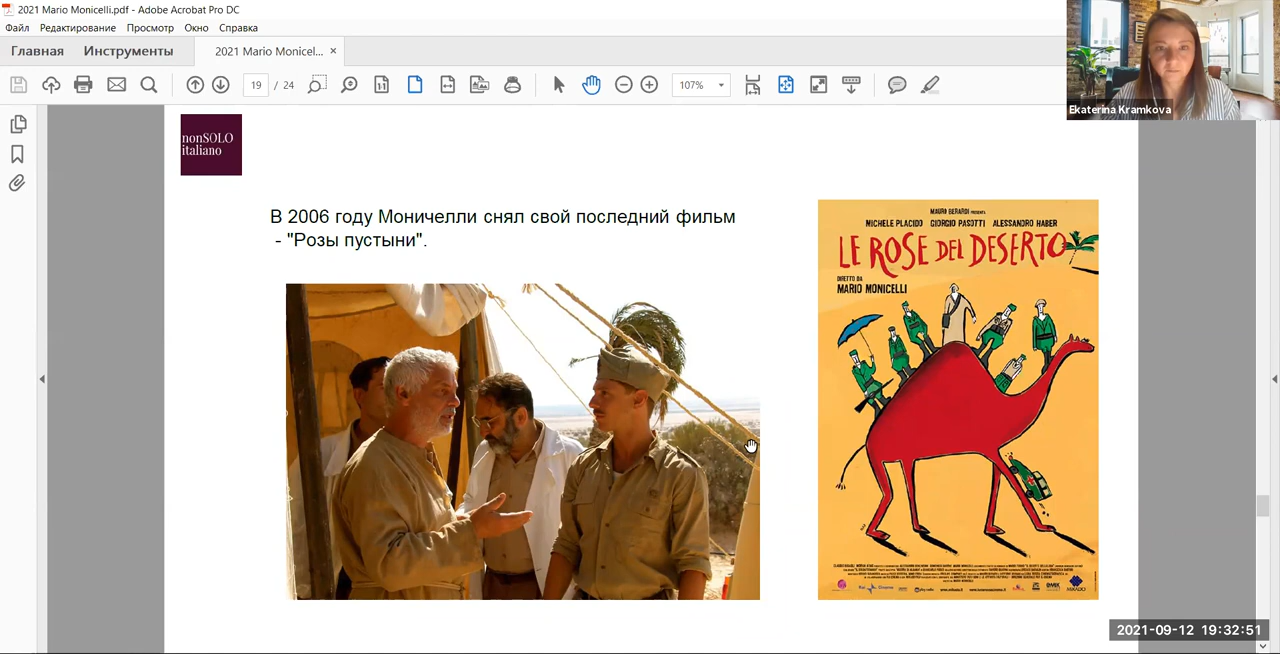 2021 Mario Monicelli.pdf - Adobe Acrobat Pro DC
Файл Редактирование Просмотр Окно Справка
Главная Инструменты 2021 Mario Monicel... ×
19 / 24 107%
Ekaterina Kramkova
nonSOLO
italiano
В 2006 году Моничелли снял свой последний фильм
- "Розы пустыни".
MAURO BERARDI PRESENTA
MICHELE PLACIDO GIORGIO PASOTTI ALESSANDRO HABER
LE ROSE DEL DESERTO
DIRETTO DA
MARIO MONICELLI
2021-09-12 19:32:51